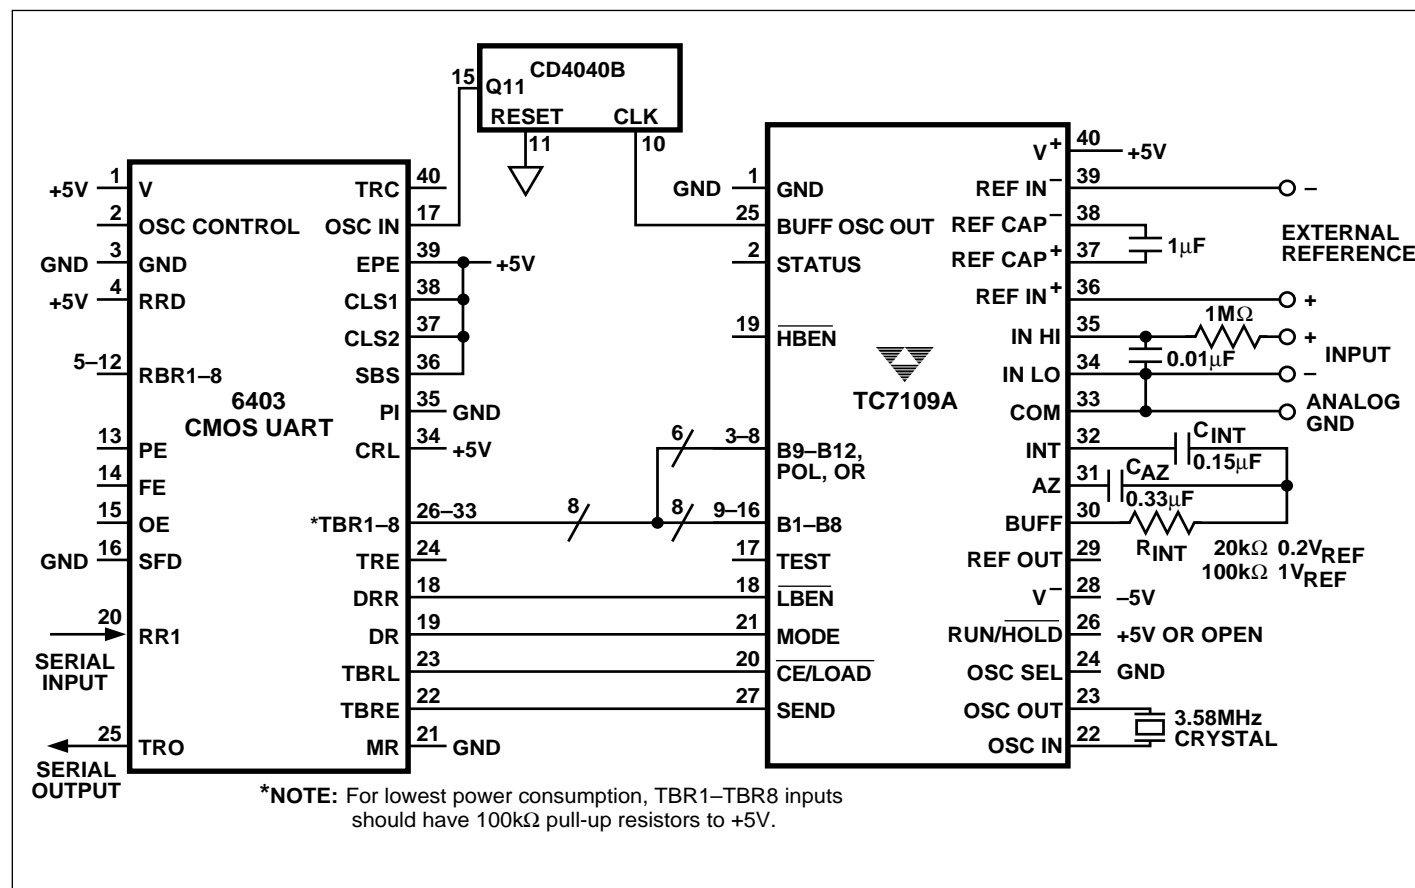 CD4040B
15 Q11
RESET CLK
11 10
6403
CMOS UART
+5V 1 V
2 OSC CONTROL
GND 3 GND
+5V 4 RRD
5–12 RBR1–8
13 PE
14 FE
15 OE
GND 16 SFD
20 RR1
SERIAL
INPUT
25 TRO
SERIAL
OUTPUT
TRC 40
OSC IN 17
EPE 39 +5V
CLS1 38
CLS2 37
SBS 36
PI 35 GND
CRL 34 +5V
*TBR1–8 26–33 8
TRE 24
DRR 18
DR 19
TBRL 23
TBRE 22
MR 21 GND
TC7109A
GND 1 GND
25 BUFF OSC OUT
2 STATUS
19 HBEN
6 3–8 B9–B12,
POL, OR
8 9–16 B1–B8
17 TEST
18 LBEN
21 MODE
20 CE/LOAD
27 SEND
V+ 40 +5V
REF IN– 39 –
REF CAP– 38
1µF
REF CAP+ 37
EXTERNAL
REFERENCE
REF IN+ 36 +
IN HI 35 1MΩ +
0.01µF
INPUT
IN LO 34 –
COM 33 ANALOG
GND
INT 32 CINT
0.15µF
AZ 31 CAZ
0.33µF
BUFF 30 RINT
20kΩ 0.2VREF
100kΩ 1VREF
REF OUT 29
V– 28 –5V
RUN/HOLD 26 +5V OR OPEN
OSC SEL 24 GND
OSC OUT 23
3.58MHz
CRYSTAL
OSC IN 22
*NOTE: For lowest power consumption, TBR1–TBR8 inputs
should have 100kΩ pull-up resistors to +5V.